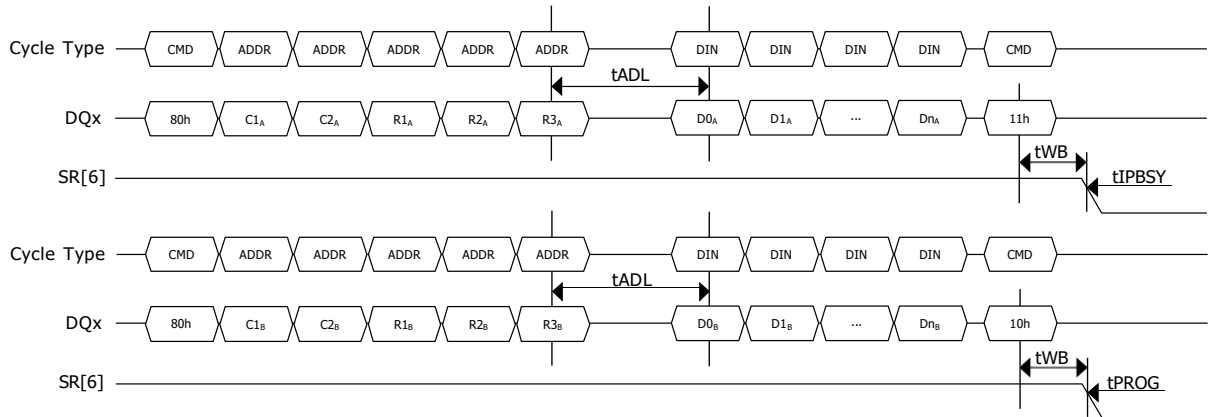 Cycle Type CMD ADDR ADDR ADDR ADDR ADDR DIN DIN DIN DIN CMD
tADL
DQx 80h C1A C2A R1A R2A R3A D0A D1A ... DnA 11h
tWB
SR[6] tIPBSY
Cycle Type CMD ADDR ADDR ADDR ADDR ADDR DIN DIN DIN DIN CMD
tADL
DQx 80h C1B C2B R1B R2B R3B D0B D1B ... DnB 10h
tWB
SR[6] tPROG